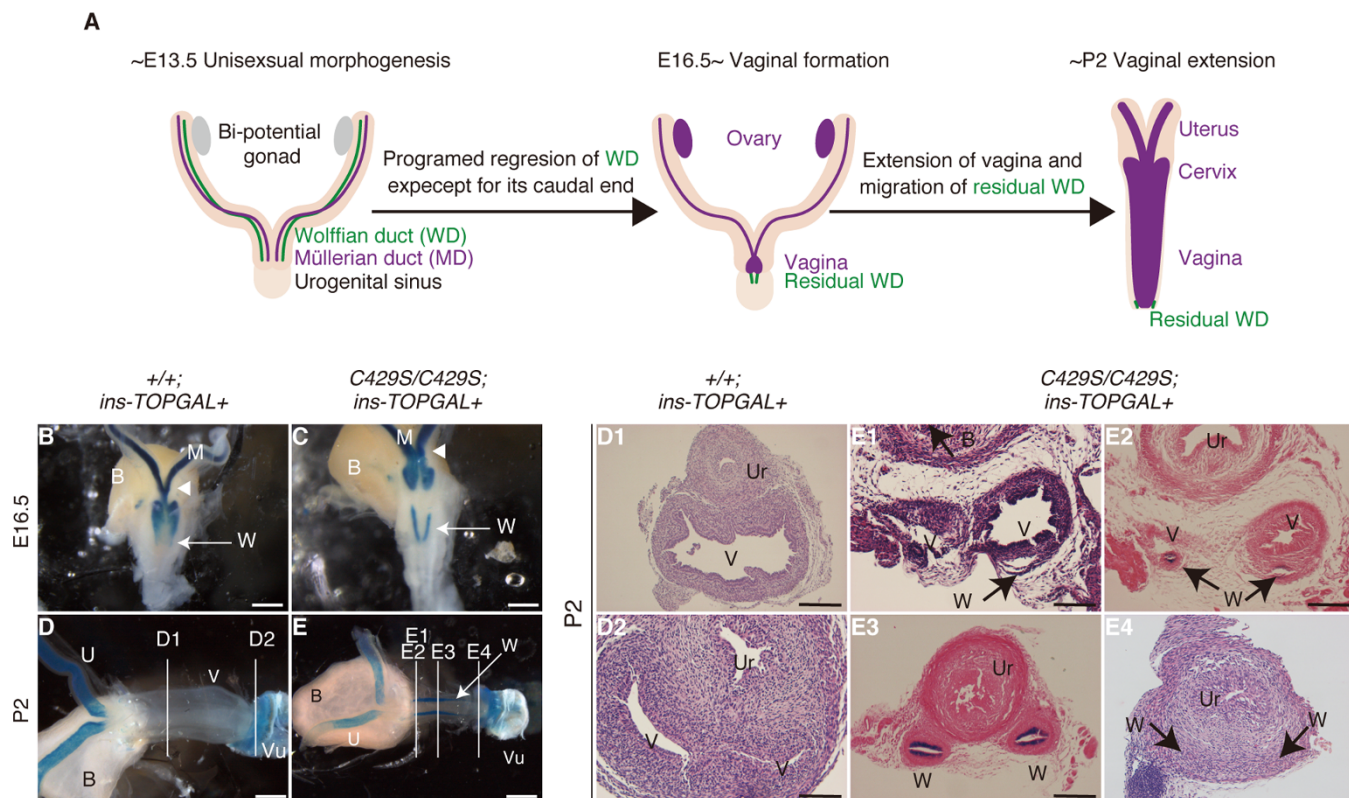 A
~E13.5 Unisexsual morphogenesis
E16.5~ Vaginal formation
~P2 Vaginal extension
Bi-potential
gonad
Programed regresion of WD
expecept for its caudal end
Ovary
Extension of vagina and
migration of residual WD
Uterus
Cervix
Wolffian duct (WD)
Müllerian duct (MD)
Urogenital sinus
Vagina
Residual WD
Vagina
Residual WD
+/+;
ins-TOPGAL+
C429S/C429S;
ins-TOPGAL+
+/+;
ins-TOPGAL+
C429S/C429S;
ins-TOPGAL+
E16.5
B
M
B
W
C
M
B
W
P2
D
U
D1
D2
V
Vu
B
E
E1
E2
E3
E4
W
B
U
Vu
P2
D1
Ur
V
E1
B
V
V
W
E2
Ur
V
V
W
D2
Ur
V
V
E3
Ur
W
W
E4
Ur
W
W